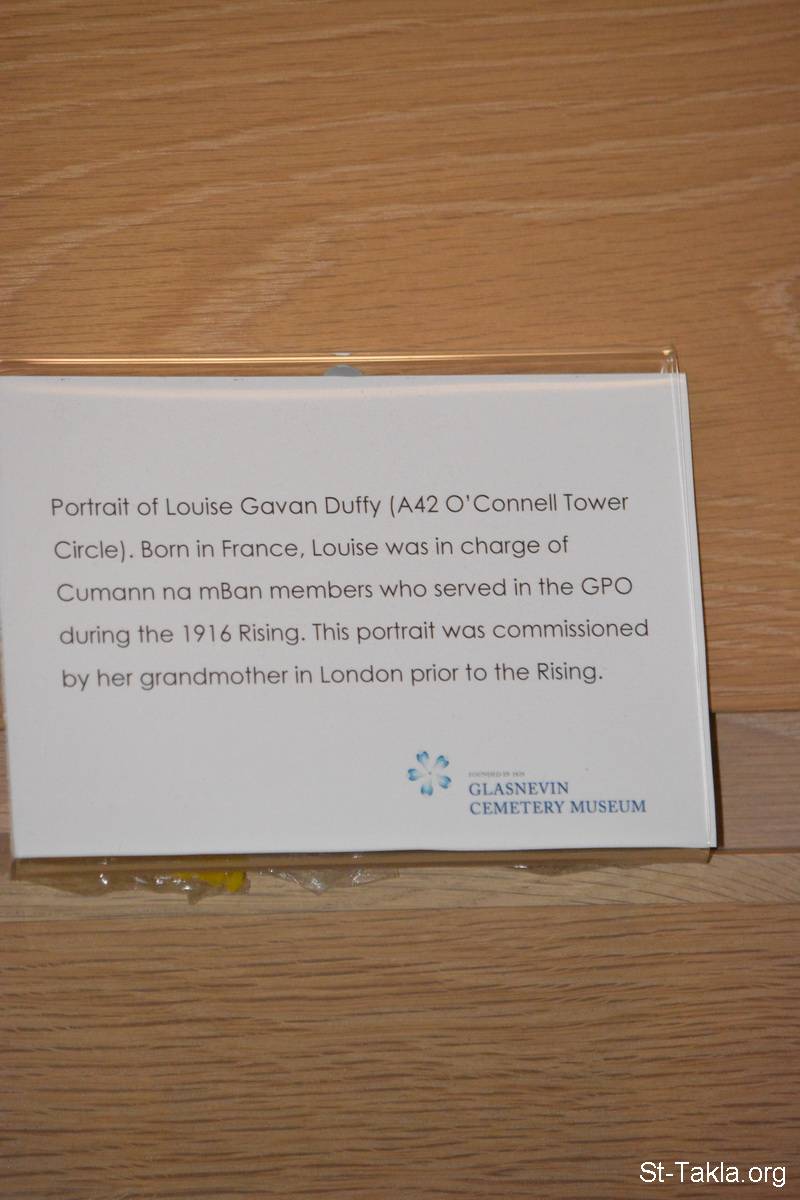 Portrait of Louise Gavan Duffy (A42 O'Connell Tower
Circle). Born in France, Louise was in charge of
Cumann na mBan members who served in the GPO
during the 1916 Rising. This portrait was commissioned
by her grandmother in London prior to the Rising.
GLASNEVIN
CEMETERY MUSEUM
St-Takla.org